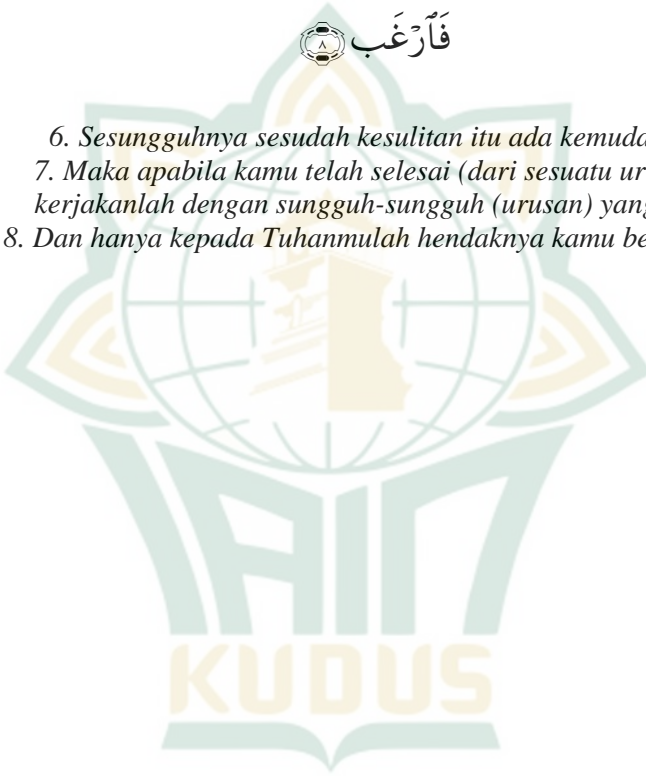 فَٱرۡغَب ٨
6. Sesungguhnya sesudah kesulitan itu ada kemuda
7. Maka apabila kamu telah selesai (dari sesuatu ur
kerjakanlah dengan sungguh-sungguh (urusan) yang
8. Dan hanya kepada Tuhanmulah hendaknya kamu be
IAIN
KUDUS